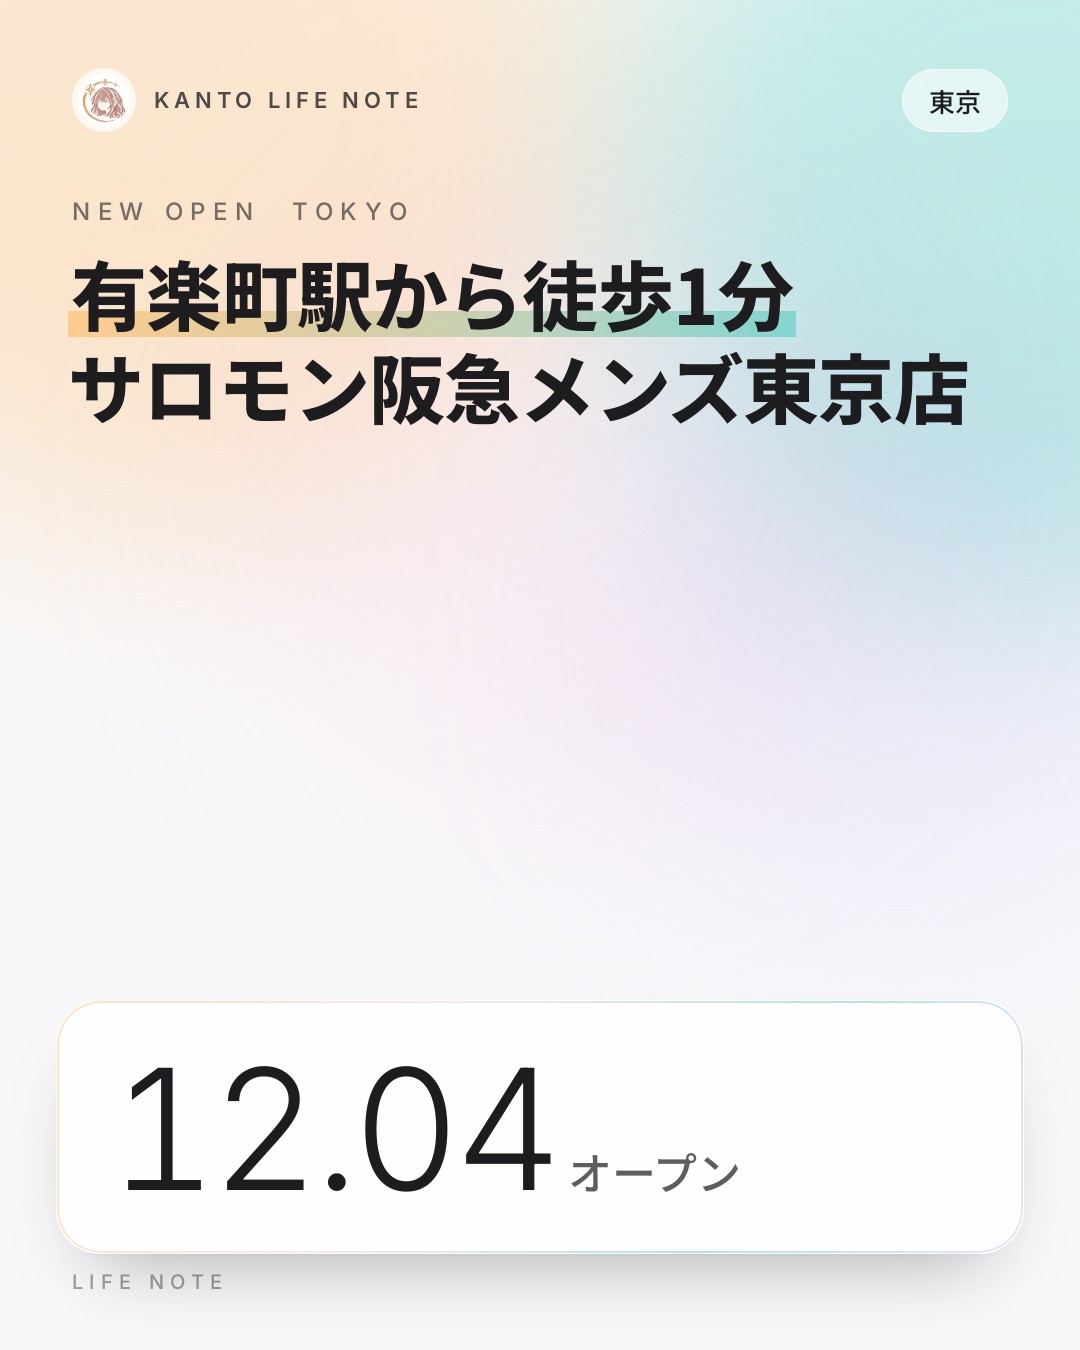 KANTO LIFE NOTE
東京
NEW OPEN TOKYO
有楽町駅から徒歩1分
サロモン阪急メンズ東京店
12.04 オープン
LIFE NOTE